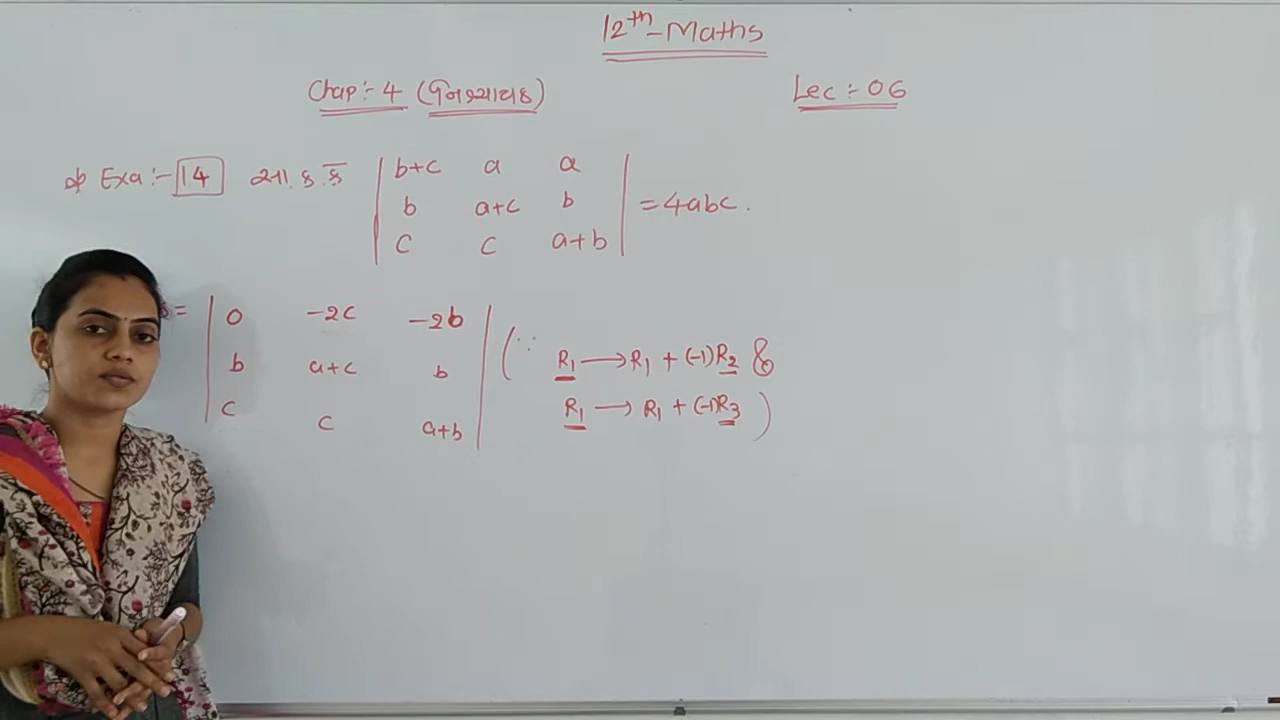 12th - Maths
Chap :- 4 (નિશ્ચાયક) Lec :- 06
Exa :- 14 સા. કે. | b+c a a | = 4abc.
| b a+c b |
| c c a+b |
= | 0 -2c -2b | ( ∵ R₁ → R₁ + (-1)R₂ &
| b a+c b | R₁ → R₁ + (-1)R₃ )
| c c a+b |